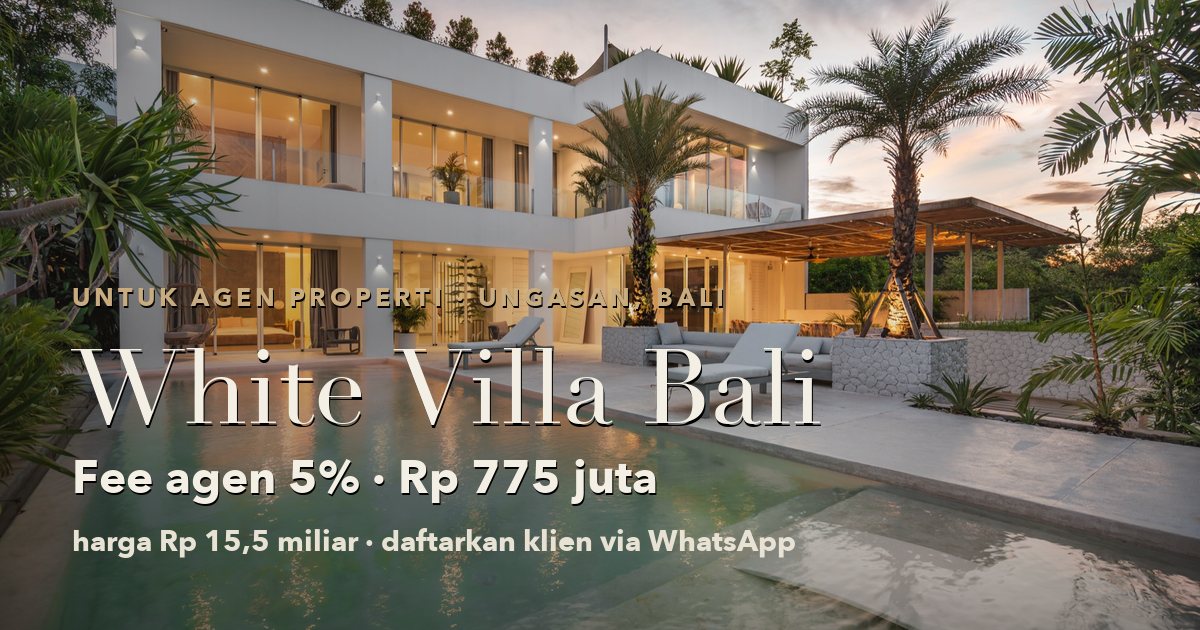 UNTUK AGEN PROPERTI · UNGASAN, BALI
White Villa Bali
Fee agen 5% · Rp 775 juta
harga Rp 15,5 miliar · daftarkan klien via WhatsApp